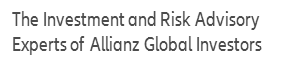 The Investment and Risk Advisory
Experts of Allianz Global Investors